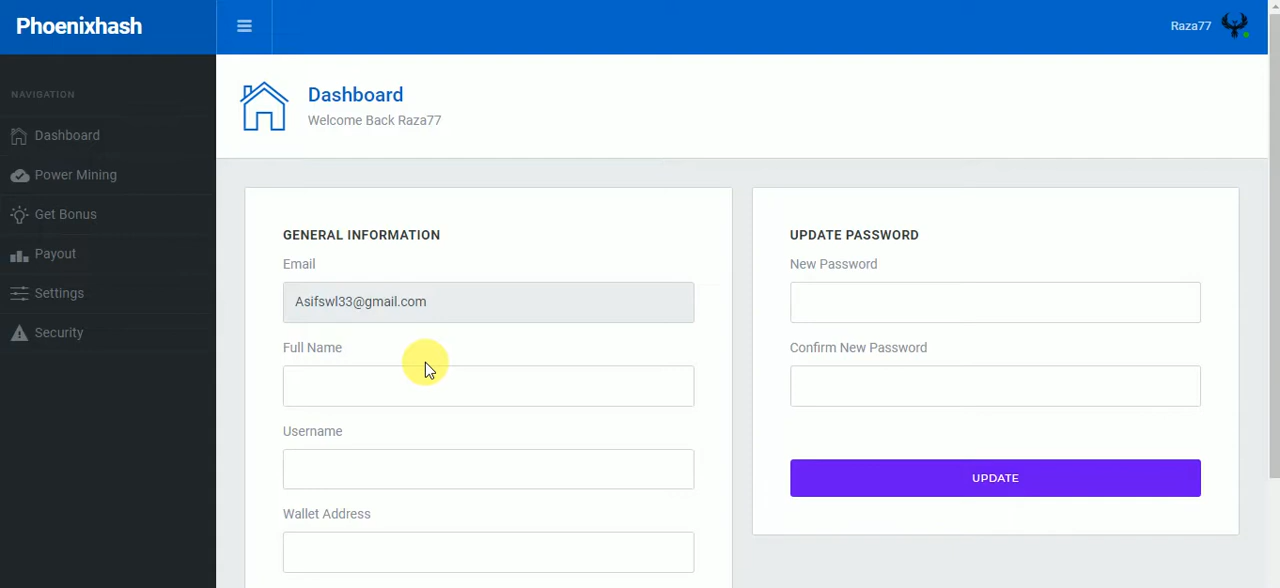 Phoenixhash
Raza77
NAVIGATION
Dashboard
Power Mining
Get Bonus
Payout
Settings
Security
Dashboard
Welcome Back Raza77
GENERAL INFORMATION
Email
Asifswl33@gmail.com
Full Name
Username
Wallet Address
UPDATE PASSWORD
New Password
Confirm New Password
UPDATE